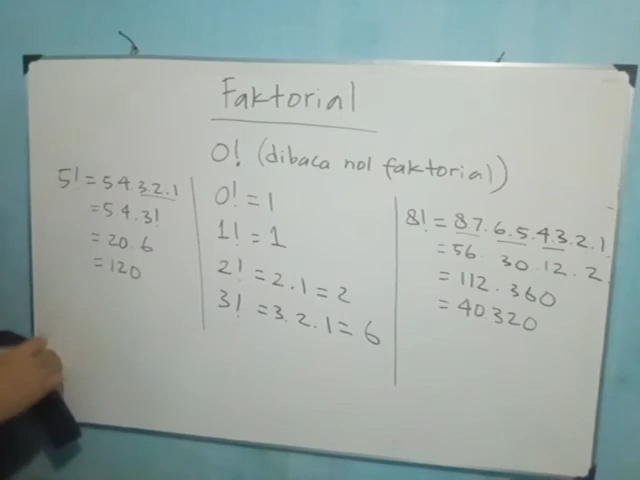 Faktorial
0! (dibaca nol faktorial)
5! = 5 4.3.2.1
= 5 4.3!
= 20.6
= 120
0! = 1
1! = 1
2! = 2.1 = 2
3! = 3.2.1 = 6
8! = 8.7.6.5.4.3.2.1
= 56. 30.12.2
= 112.360
= 40.320